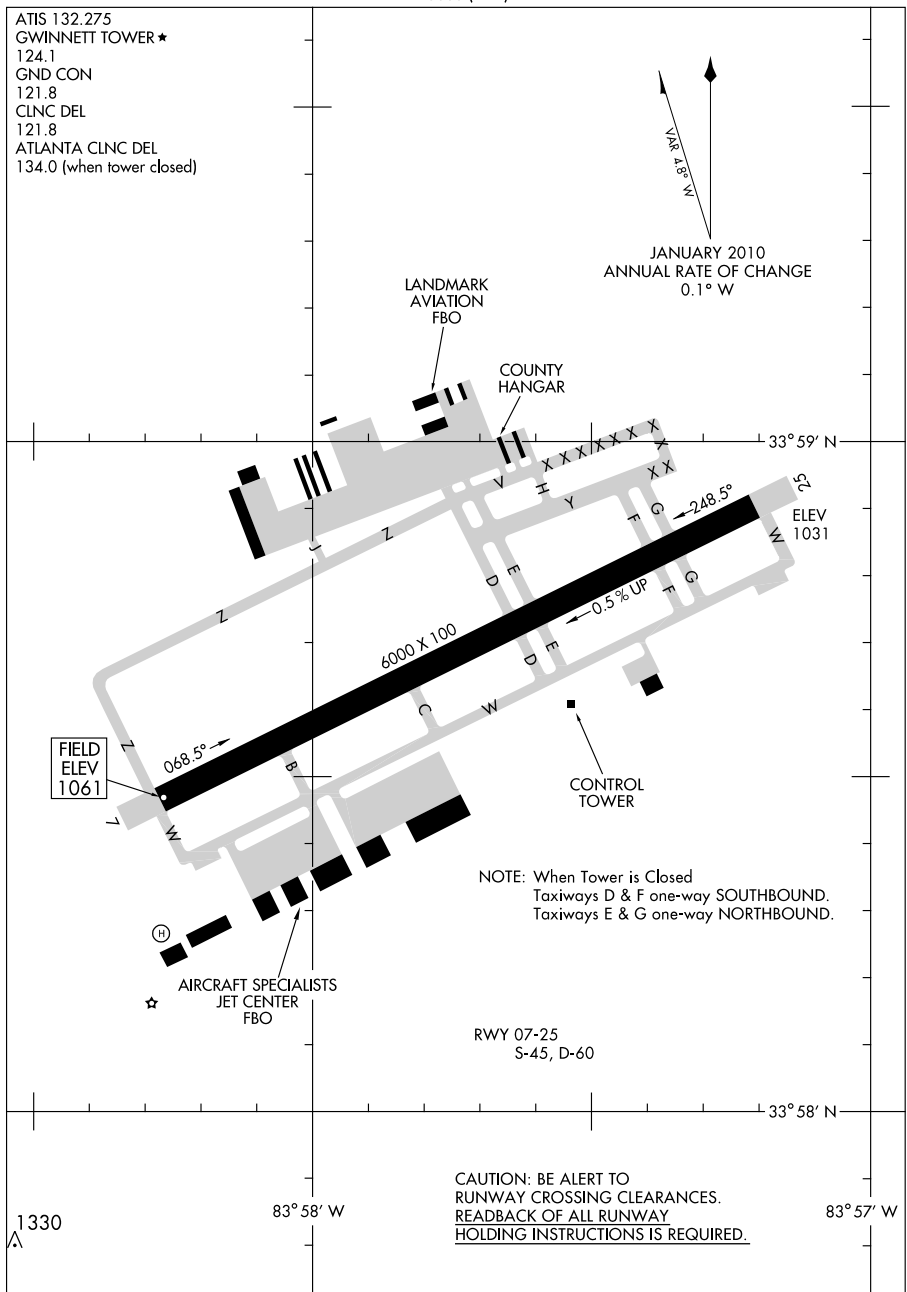 ATIS 132.275
GWINNETT TOWER★
124.1
GND CON
121.8
CLNC DEL
121.8
ATLANTA CLNC DEL
134.0 (when tower closed)
VAR 4.8° W
JANUARY 2010
ANNUAL RATE OF CHANGE
0.1° W
LANDMARK
AVIATION
FBO
COUNTY
HANGAR
33°59' N
X X X X X X X
X
X X
V
H
Y
Z
J
F
G
248.5°
25
ELEV
1031
W
D
E
0.5% UP
F
G
Z
6000 X 100
D
E
C
W
Z
068.5°
B
FIELD
ELEV
1061
7
W
CONTROL
TOWER
NOTE: When Tower is Closed
Taxiways D & F one-way SOUTHBOUND.
Taxiways E & G one-way NORTHBOUND.
H
AIRCRAFT SPECIALISTS
JET CENTER
FBO
RWY 07-25
S-45, D-60
33°58' N
CAUTION: BE ALERT TO
RUNWAY CROSSING CLEARANCES.
READBACK OF ALL RUNWAY
HOLDING INSTRUCTIONS IS REQUIRED.
83°58' W
83°57' W
1330